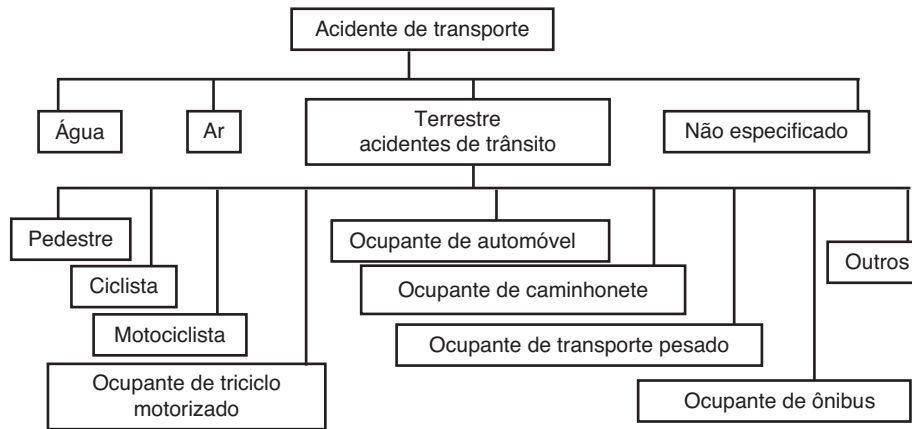 Acidente de transporte
Água
Ar
Terrestre
acidentes de trânsito
Não especificado
Pedestre
Ciclista
Motociclista
Ocupante de triciclo
motorizado
Ocupante de automóvel
Ocupante de caminhonete
Ocupante de transporte pesado
Ocupante de ônibus
Outros